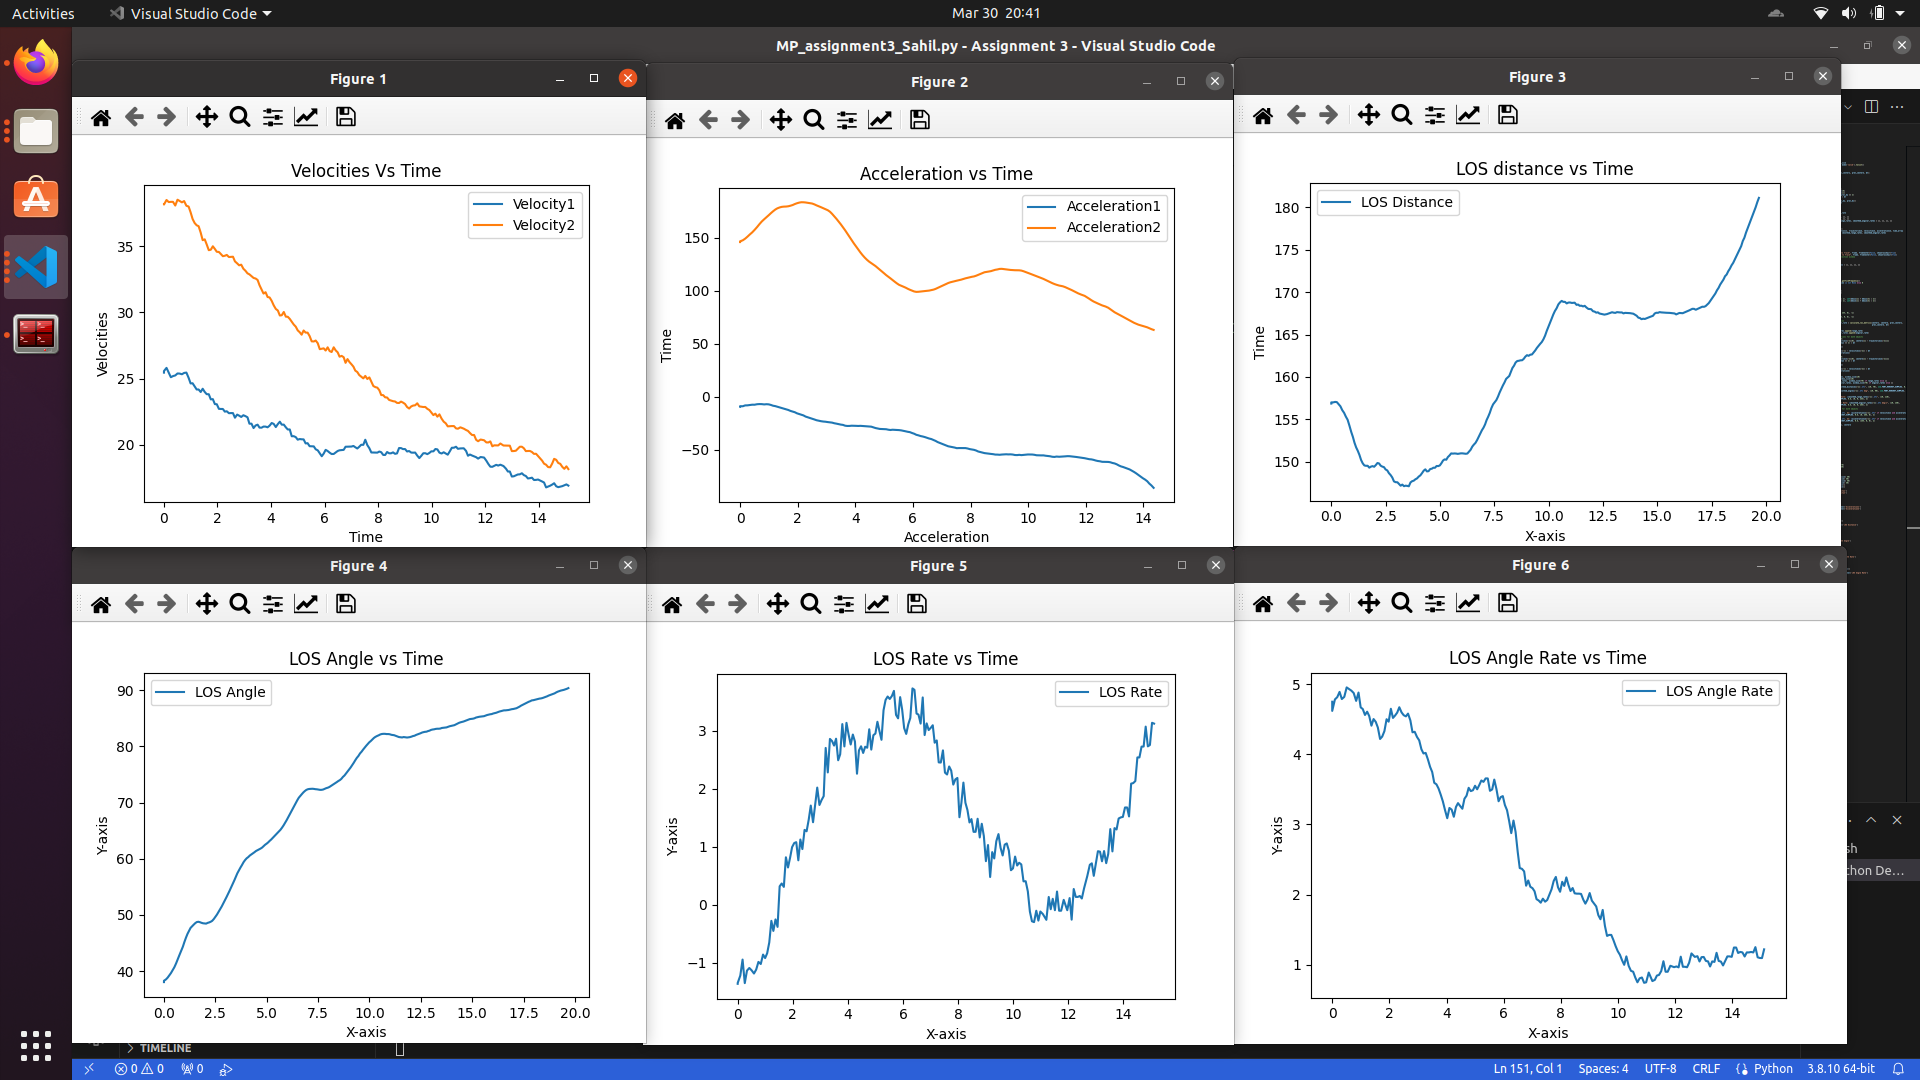 Activities
Visual Studio Code
Mar 30 20:41
MP_assignment3_Sahil.py - Assignment 3 - Visual Studio Code
Figure 1
Velocities Vs Time
Velocity1
Velocity2
35
30
25
20
Velocities
0 2 4 6 8 10 12 14
Time
Figure 2
Acceleration vs Time
Acceleration1
Acceleration2
150
100
50
0
−50
Time
0 2 4 6 8 10 12 14
Acceleration
Figure 3
LOS distance vs Time
LOS Distance
180
175
170
165
160
155
150
Time
0.0 2.5 5.0 7.5 10.0 12.5 15.0 17.5 20.0
X-axis
Figure 4
LOS Angle vs Time
LOS Angle
90
80
70
60
50
40
Y-axis
0.0 2.5 5.0 7.5 10.0 12.5 15.0 17.5 20.0
X-axis
Figure 5
LOS Rate vs Time
LOS Rate
3
2
1
0
−1
Y-axis
0 2 4 6 8 10 12 14
X-axis
Figure 6
LOS Angle Rate vs Time
LOS Angle Rate
5
4
3
2
1
Y-axis
0 2 4 6 8 10 12 14
X-axis
sh
thon De...
TIMELINE
0 0 0
Ln 151, Col 1 Spaces: 4 UTF-8 CRLF Python 3.8.10 64-bit